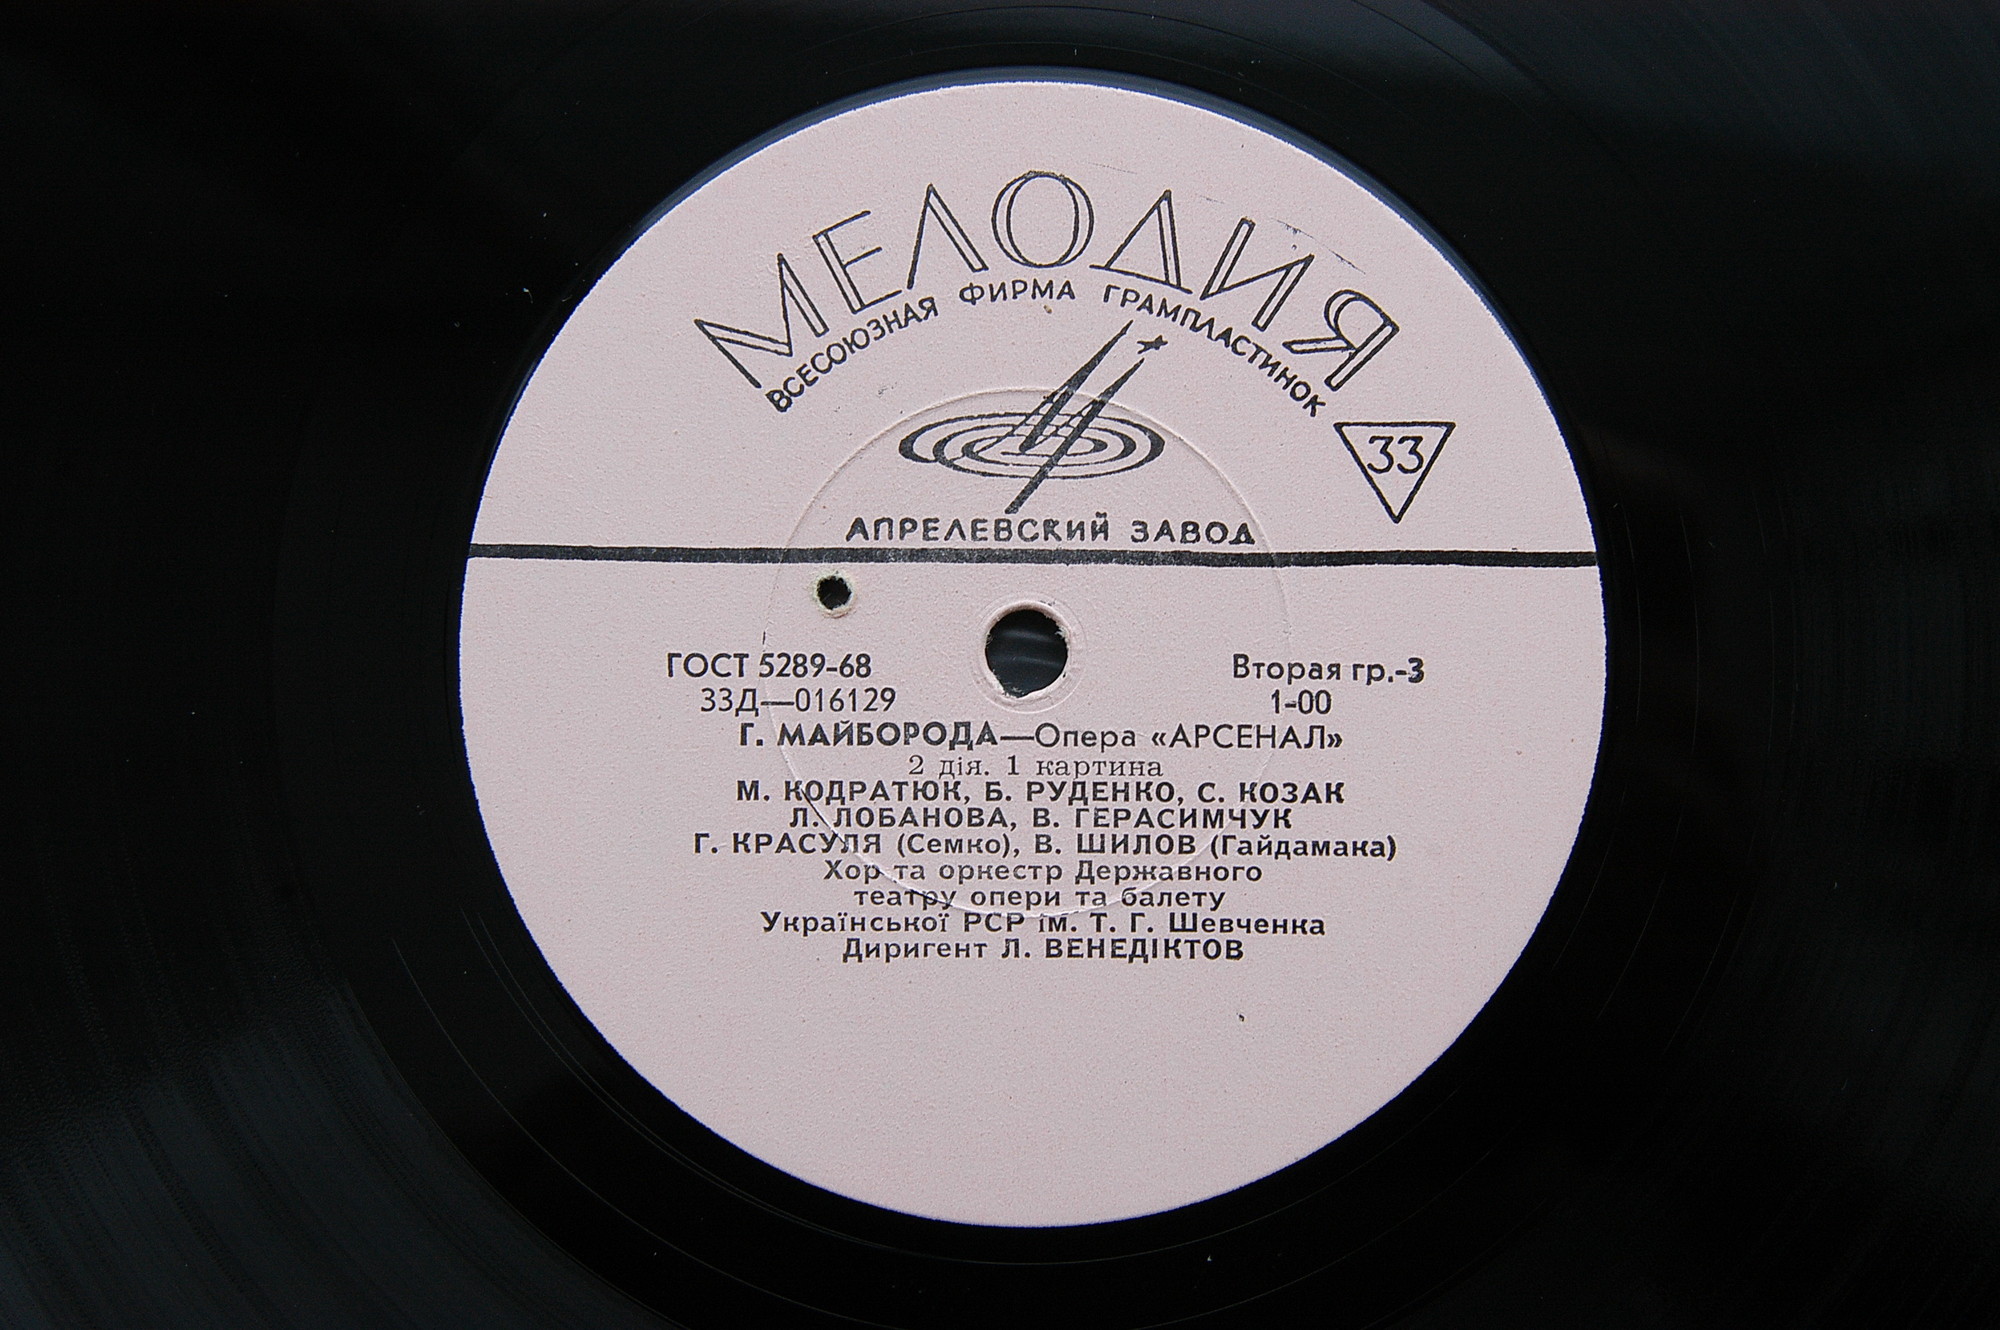 МЕЛОДИЯ
ВСЕСОЮЗНАЯ ФИРМА ГРАМПЛАСТИНОК
33
АПРЕЛЕВСКИЙ ЗАВОД
ГОСТ 5289-68 Вторая гр.-3
33Д—016129 1-00
Г. МАЙБОРОДА—Опера «АРСЕНАЛ»
2 дія. 1 картина
М. КОДРАТЮК, Б. РУДЕНКО, С. КОЗАК
Л. ЛОБАНОВА, В. ГЕРАСИМЧУК
Г. КРАСУЛЯ (Семко), В. ШИЛОВ (Гайдамака)
Хор та оркестр Державного
театру опери та балету
Української РСР ім. Т. Г. Шевченка
Диригент Л. ВЕНЕДІКТОВ